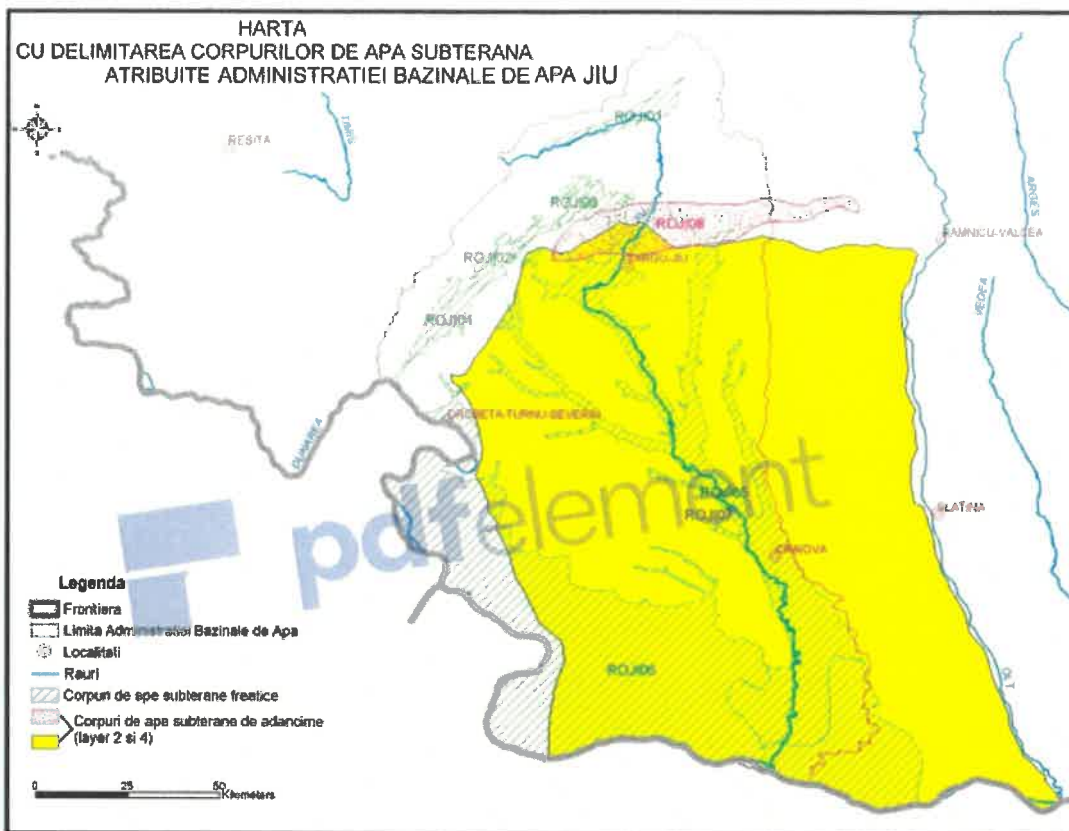 HARTA
CU DELIMITAREA CORPURILOR DE APA SUBTERANA
ATRIBUITE ADMINISTRATIEI BAZINALE DE APA JIU
RESITA
TIMIS
ROJI03
ARGES
ROJI08
RAMNICU-VALCEA
ROJI02
TARGU-JIU
VEDEA
ROJI04
DROBETA-TURNU SEVERIN
DUNAREA
ROJI05
ROJI07
SLATINA
CRAIOVA
pdfelement
ROJI06
OLT
Legenda
Frontiera
Limita Administratiei Bazinale de Apa
Localitati
Rauri
Corpuri de ape subterane freatice
Corpuri de apa subterane de adancime
(layer 2 si 4)
0 25 50
Kilometers